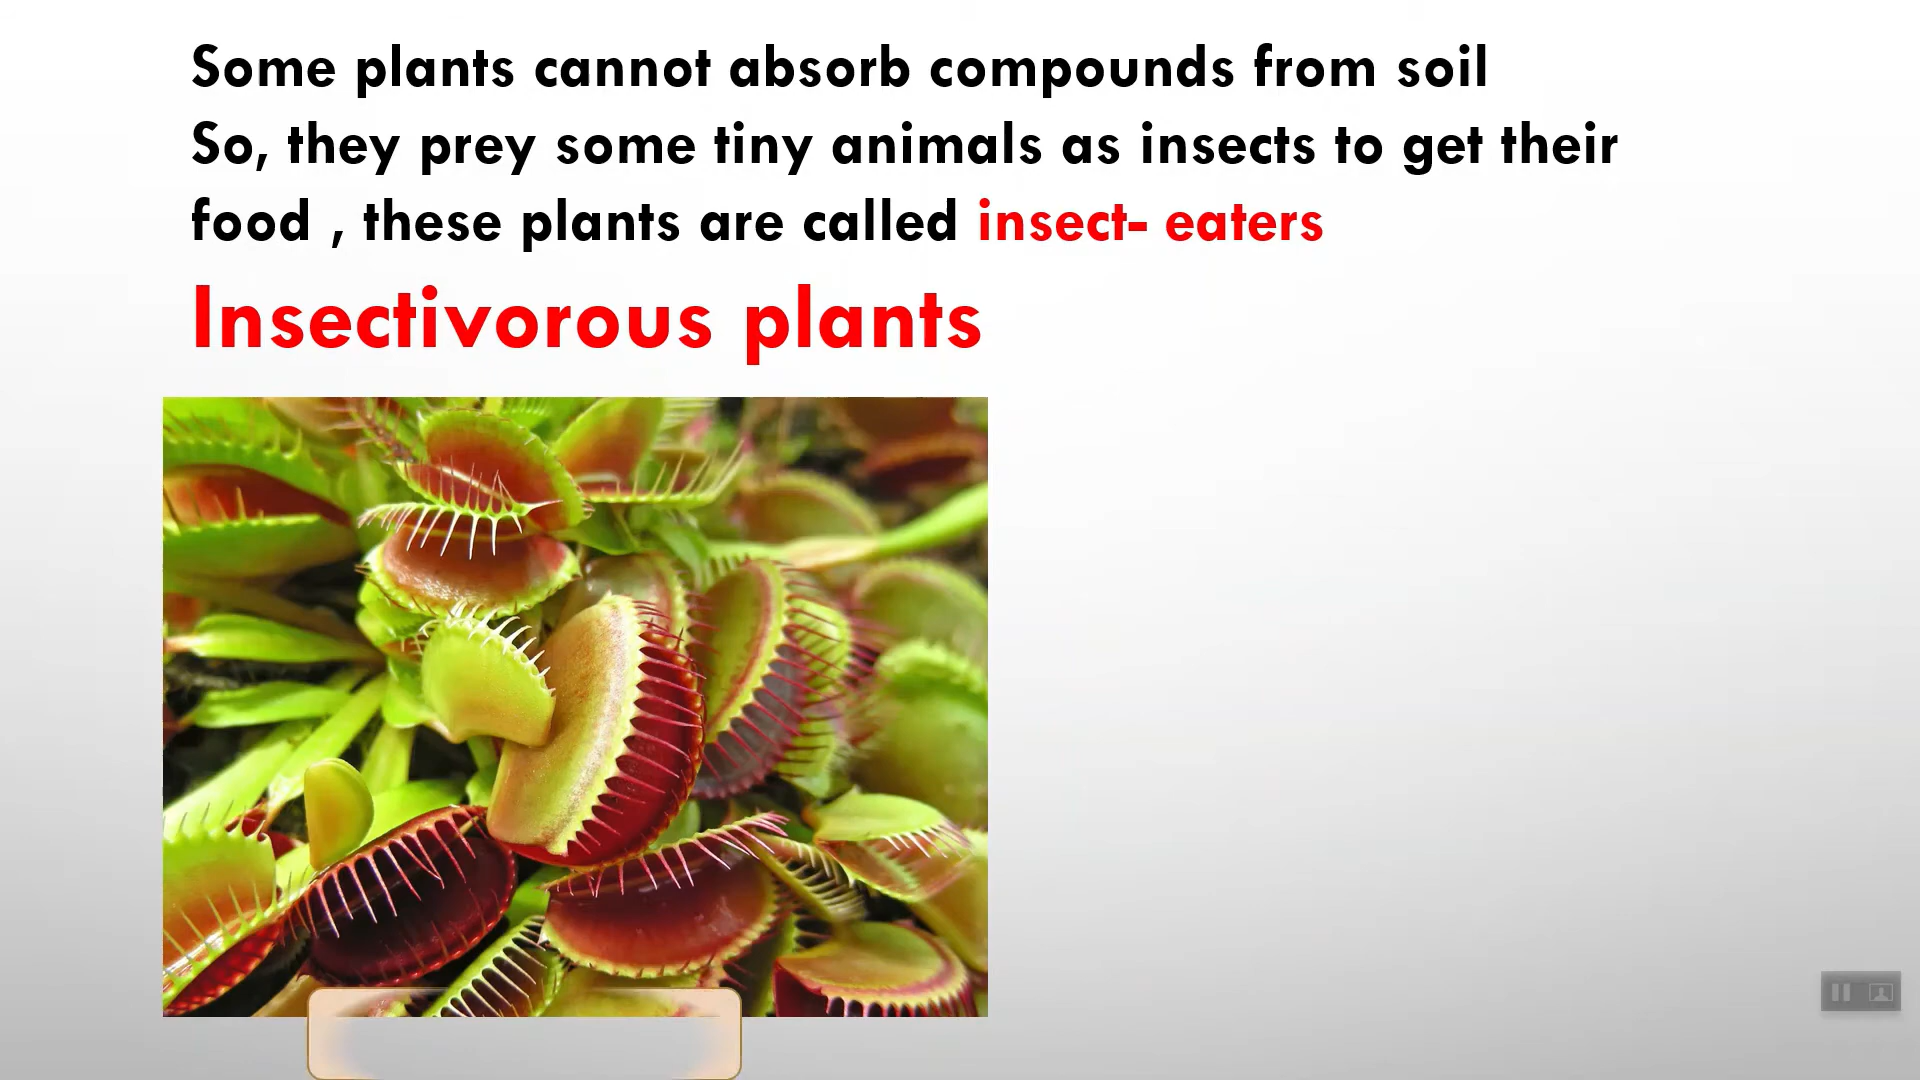 Some plants cannot absorb compounds from soil
So, they prey some tiny animals as insects to get their
food , these plants are called insect- eaters
Insectivorous plants